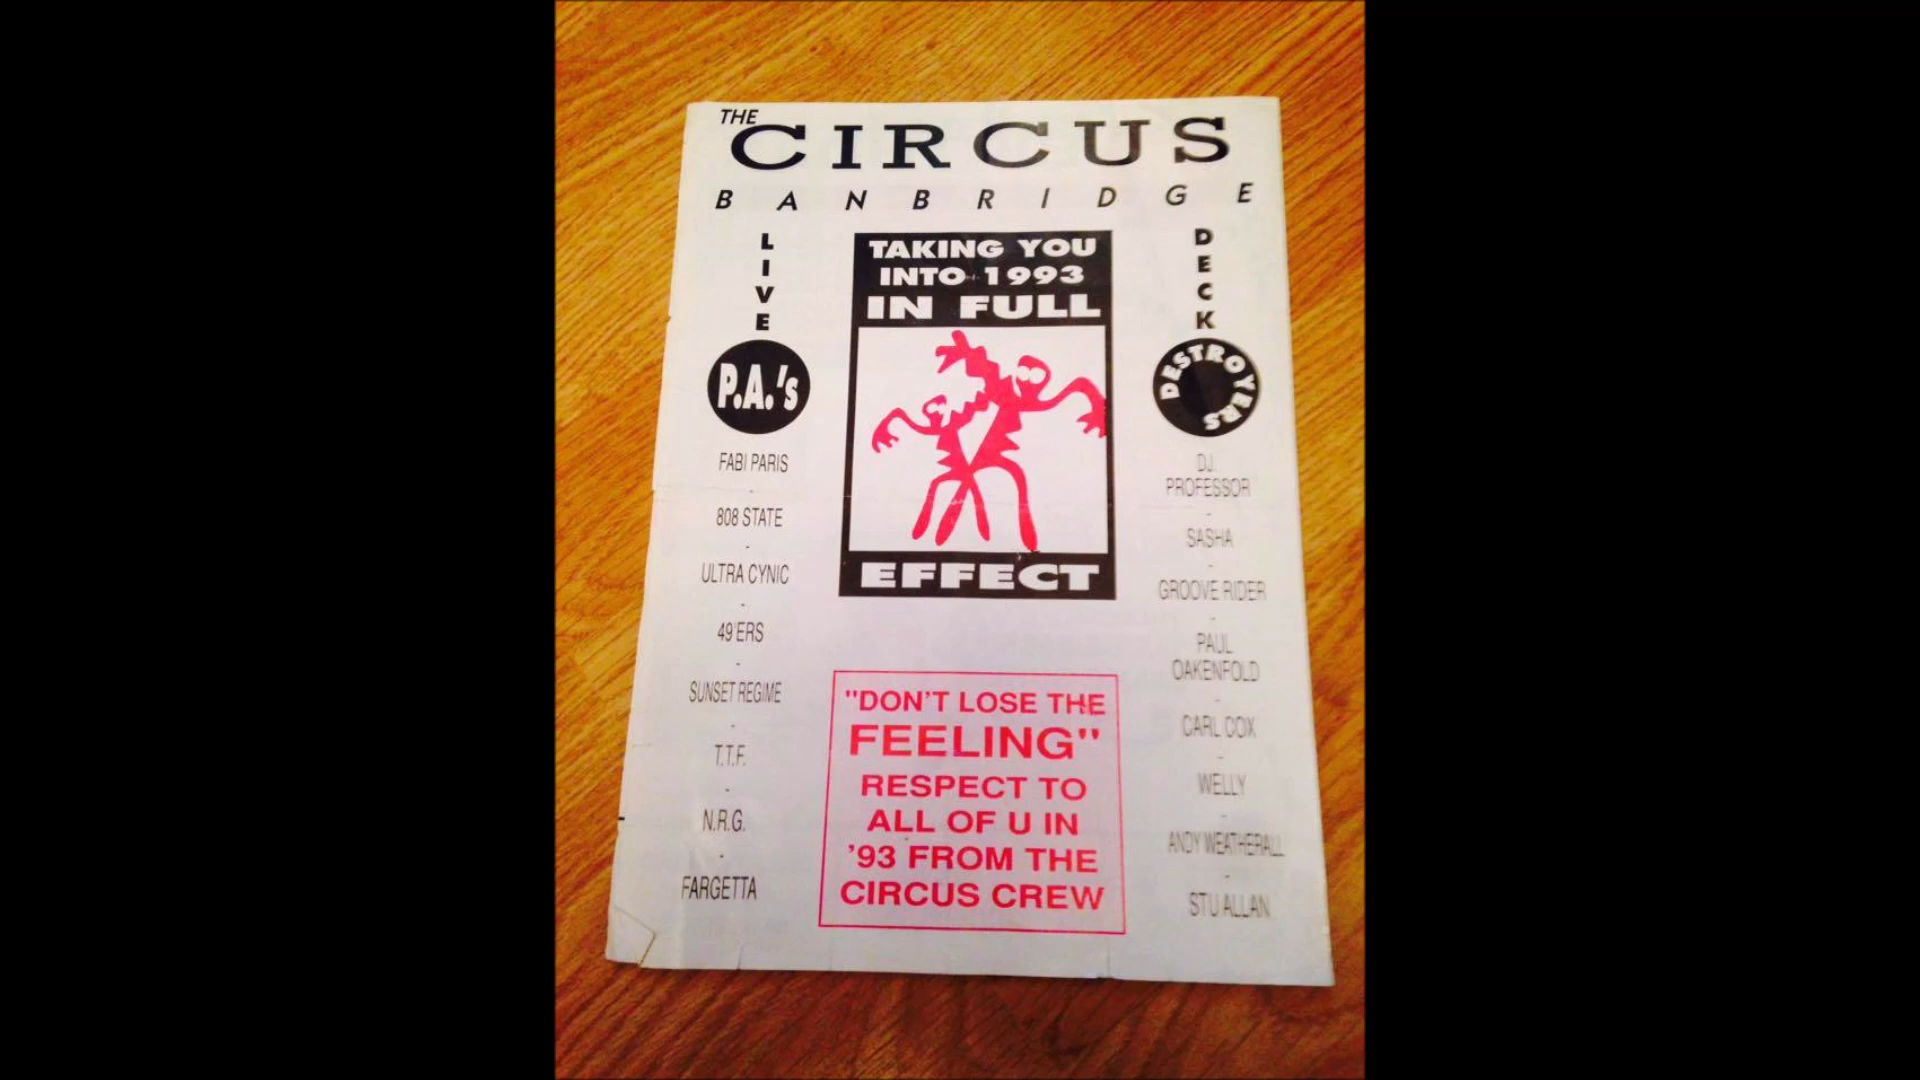 THE
CIRCUS
BANBRIDGE
LIVE
P.A.'s
FABI PARIS
-
808 STATE
-
ULTRA CYNIC
-
49'ERS
-
SUNSET REGIME
-
T.T.F.
-
N.R.G.
-
FARGETTA
TAKING YOU
INTO 1993
IN FULL
EFFECT
"DON'T LOSE THE
FEELING"
RESPECT TO
ALL OF U IN
'93 FROM THE
CIRCUS CREW
DECK
DESTROYERS
DJ.
PROFESSOR
-
SASHA
-
GROOVE RIDER
-
PAUL
OAKENFOLD
-
CARL COX
-
WELLY
-
ANDY WEATHERALL
-
STU ALLAN